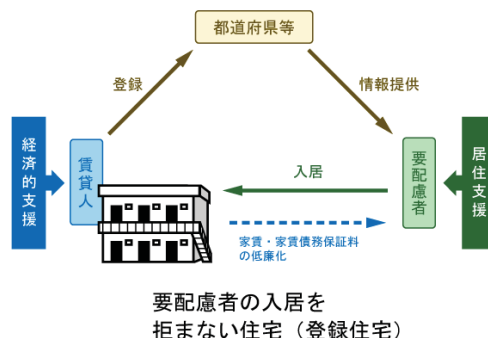 都道府県等
登録
情報提供
経済的支援
賃貸人
入居
要配慮者
居住支援
家賃・家賃債務保証料
の低廉化
要配慮者の入居を
拒まない住宅（登録住宅）